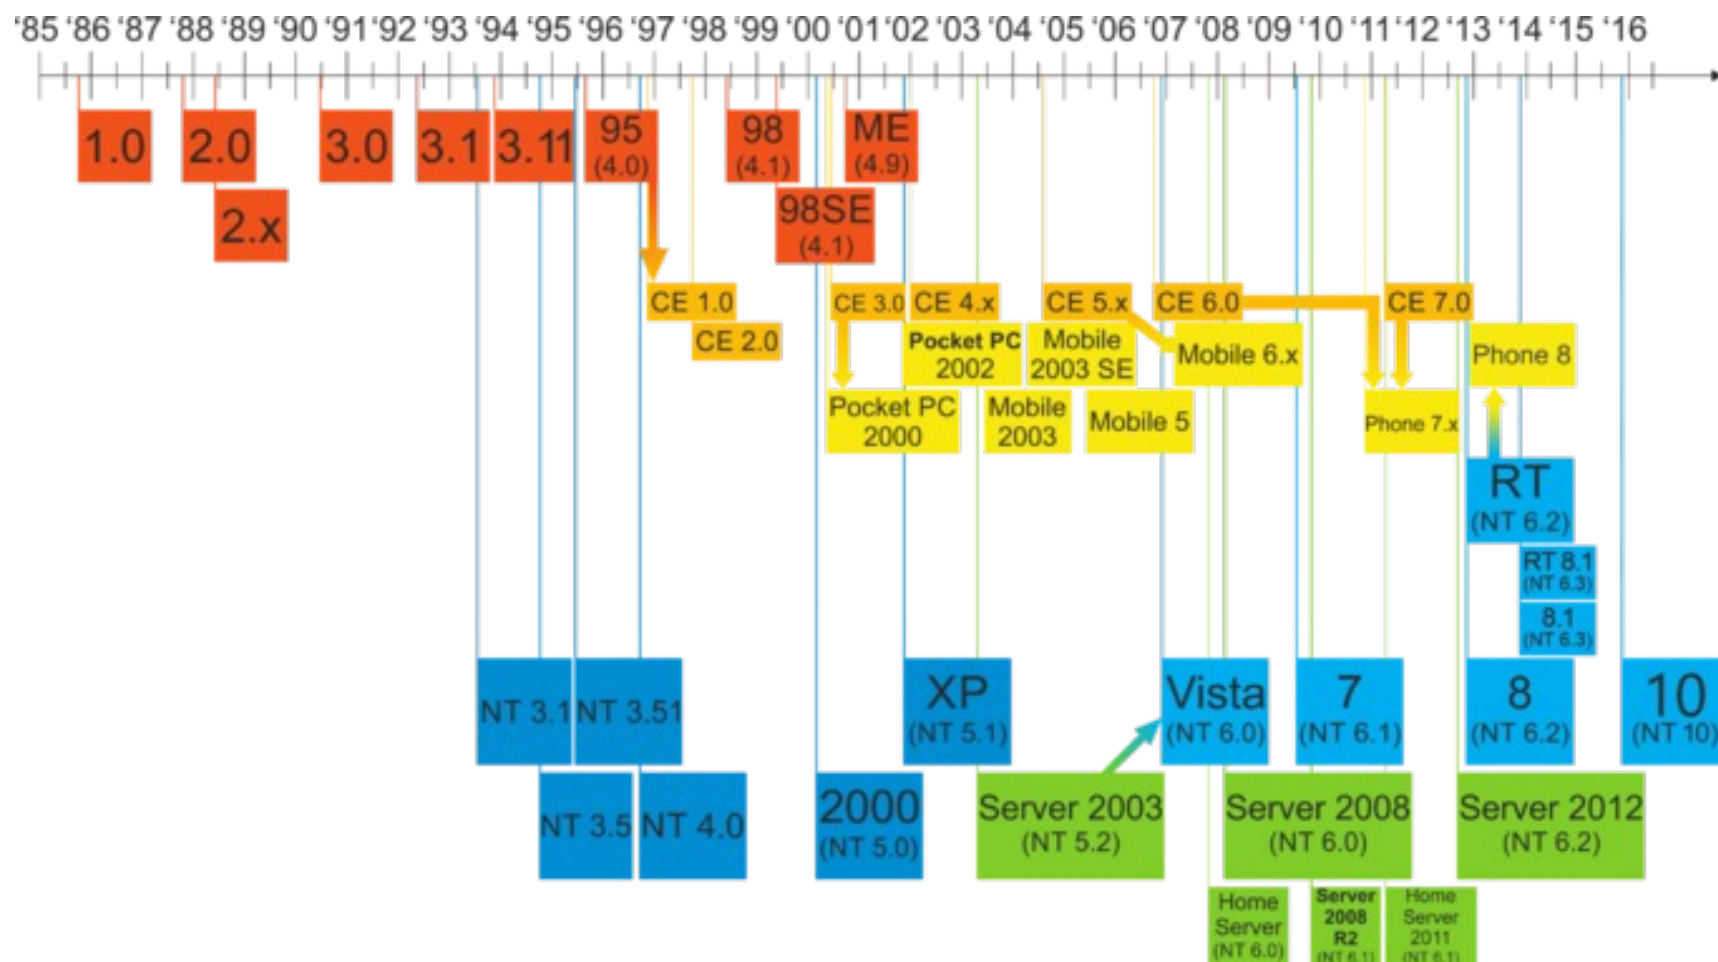 ‘85 ‘86 ‘87 ‘88 ‘89 ‘90 ‘91 ‘92 ‘93 ‘94 ‘95 ‘96 ‘97 ‘98 ‘99 ‘00 ‘01 ‘02 ‘03 ‘04 ‘05 ‘06 ‘07 ‘08 ‘09 ‘10 ‘11 ‘12 ‘13 ‘14 ‘15 ‘16
1.0
2.0
3.0
3.1
3.11
95
(4.0)
98
(4.1)
ME
(4.9)
2.x
98SE
(4.1)
CE 1.0
CE 3.0
CE 4.x
CE 5.x
CE 6.0
CE 7.0
CE 2.0
Pocket PC
2002
Mobile
2003 SE
Mobile 6.x
Phone 8
Pocket PC
2000
Mobile
2003
Mobile 5
Phone 7.x
RT
(NT 6.2)
RT 8.1
(NT 6.3)
8.1
(NT 6.3)
NT 3.1
NT 3.51
XP
(NT 5.1)
Vista
(NT 6.0)
7
(NT 6.1)
8
(NT 6.2)
10
(NT 10)
NT 3.5
NT 4.0
2000
(NT 5.0)
Server 2003
(NT 5.2)
Server 2008
(NT 6.0)
Server 2012
(NT 6.2)
Home
Server
(NT 6.0)
Server
2008
R2
(NT 6.1)
Home
Server
2011
(NT 6.1)